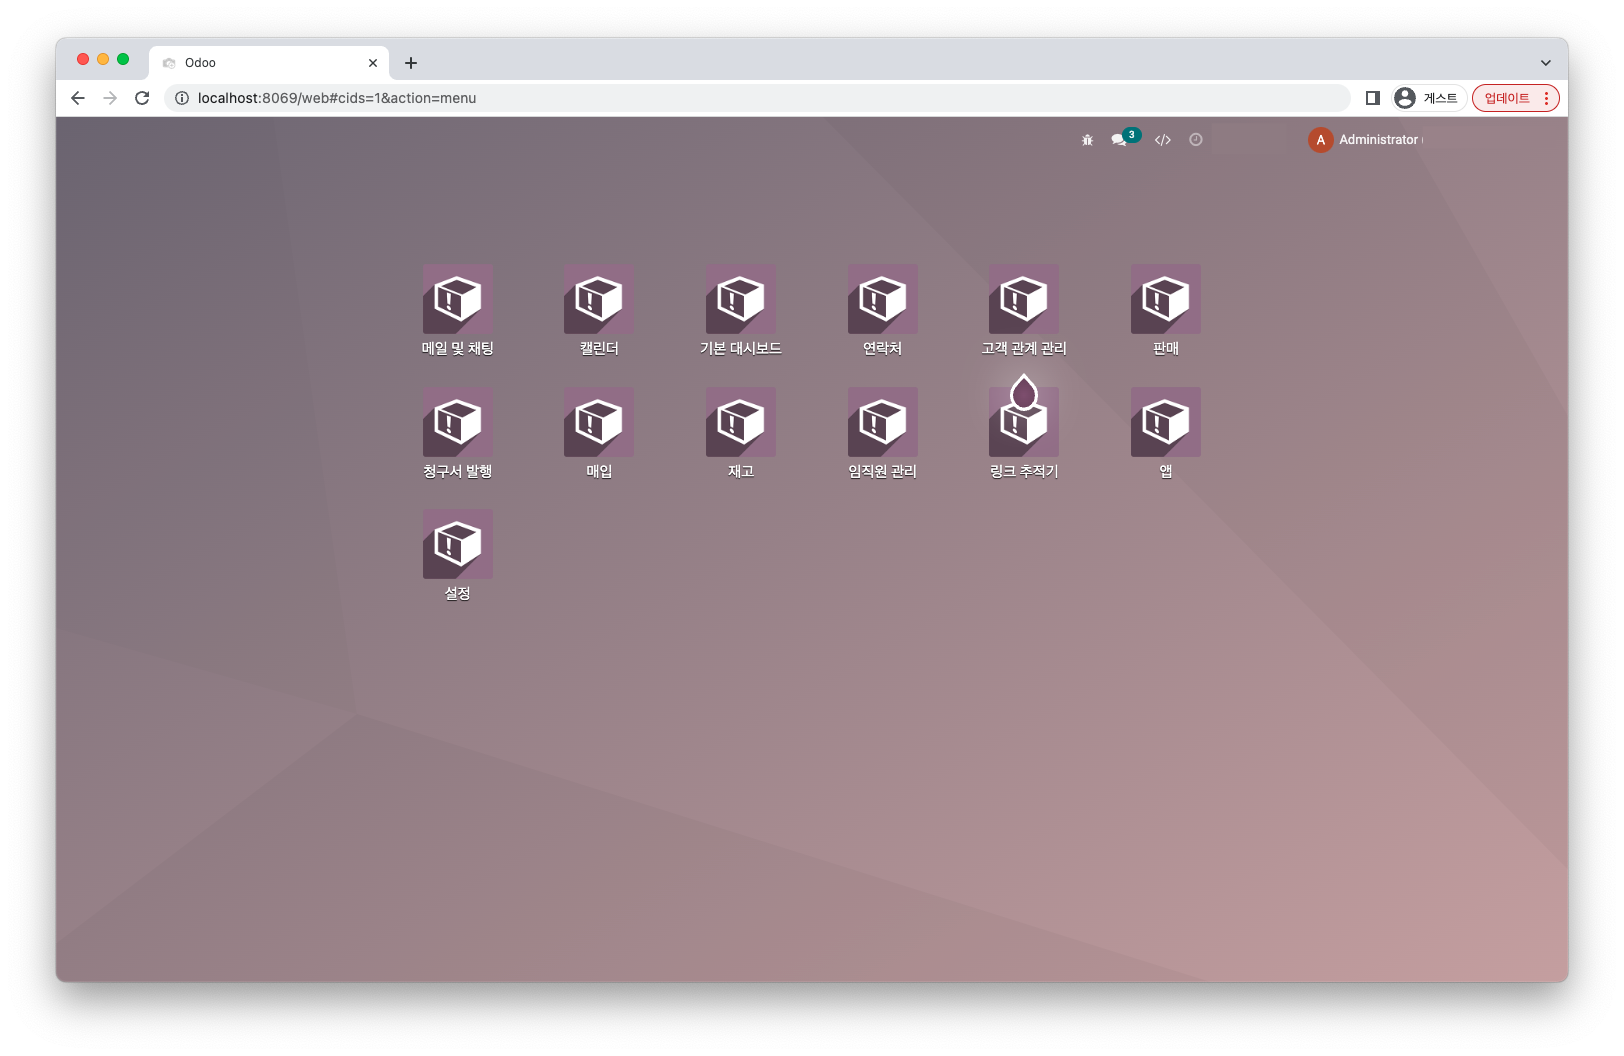 Odoo
localhost:8069/web#cids=1&action=menu
게스트
업데이트
3
A
Administrator
메일 및 채팅
캘린더
기본 대시보드
연락처
고객 관계 관리
판매
청구서 발행
매입
재고
임직원 관리
링크 추적기
앱
설정